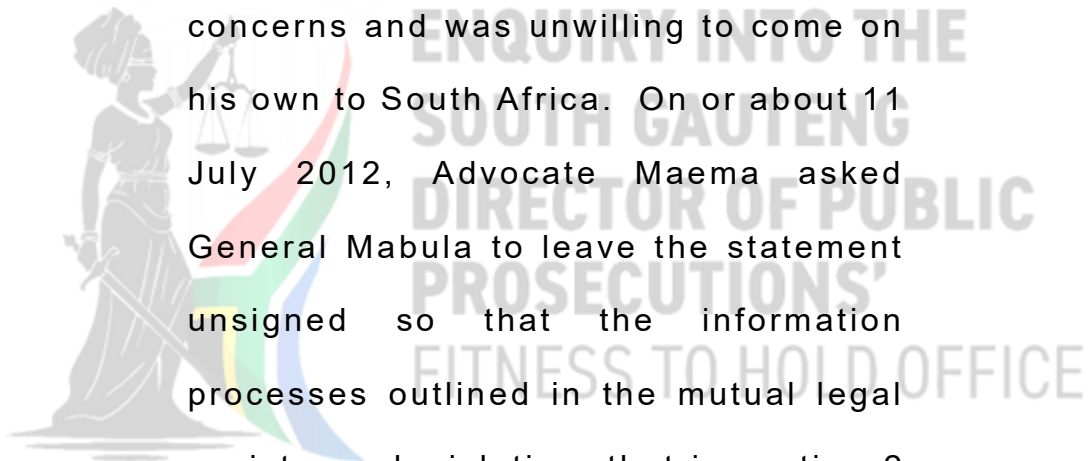 concerns and was unwilling to come on
his own to South Africa. On or about 11
July 2012, Advocate Maema asked
General Mabula to leave the statement
unsigned so that the information
processes outlined in the mutual legal
ENQUIRY INTO THE
SOUTH GAUTENG
DIRECTOR OF PUBLIC
PROSECUTIONS'
FITNESS TO HOLD OFFICE